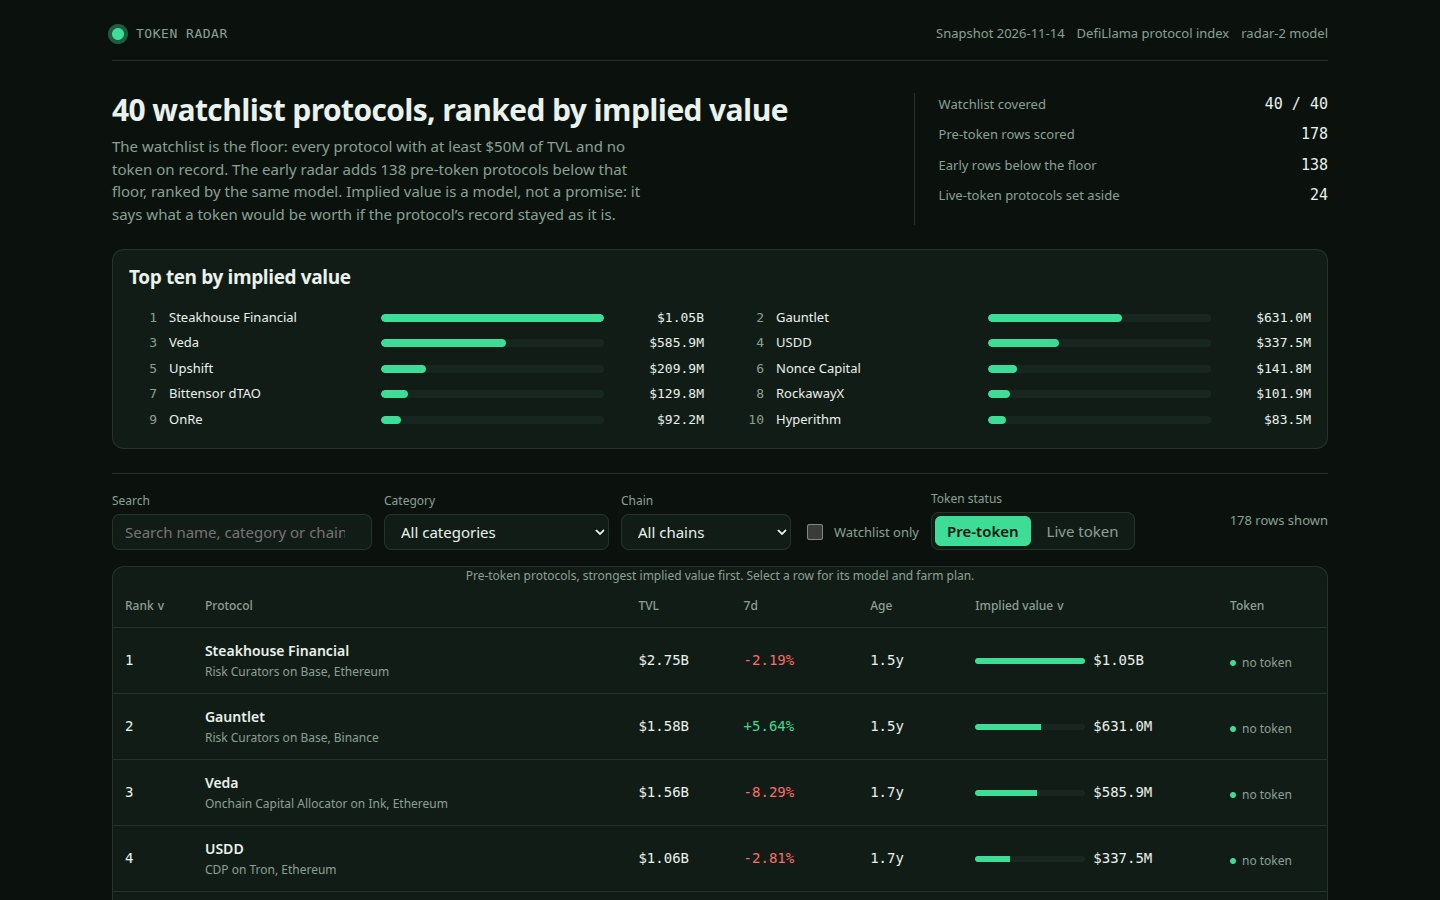 TOKEN RADAR
Snapshot 2026-11-14 DefiLlama protocol index radar-2 model
40 watchlist protocols, ranked by implied value
The watchlist is the floor: every protocol with at least $50M of TVL and no
token on record. The early radar adds 138 pre-token protocols below that
floor, ranked by the same model. Implied value is a model, not a promise: it
says what a token would be worth if the protocol’s record stayed as it is.
Watchlist covered 40 / 40
Pre-token rows scored 178
Early rows below the floor 138
Live-token protocols set aside 24
Top ten by implied value
1 Steakhouse Financial $1.05B 2 Gauntlet $631.0M
3 Veda $585.9M 4 USDD $337.5M
5 Upshift $209.9M 6 Nonce Capital $141.8M
7 Bittensor dTAO $129.8M 8 RockawayX $101.9M
9 OnRe $92.2M 10 Hyperithm $83.5M
Search Category Chain Token status
Search name, category or chain All categories All chains Watchlist only Pre-token Live token 178 rows shown
Pre-token protocols, strongest implied value first. Select a row for its model and farm plan.
Rank v Protocol TVL 7d Age Implied value v Token
1 Steakhouse Financial $2.75B -2.19% 1.5y $1.05B no token
Risk Curators on Base, Ethereum
2 Gauntlet $1.58B +5.64% 1.5y $631.0M no token
Risk Curators on Base, Binance
3 Veda $1.56B -8.29% 1.7y $585.9M no token
Onchain Capital Allocator on Ink, Ethereum
4 USDD $1.06B -2.81% 1.7y $337.5M no token
CDP on Tron, Ethereum